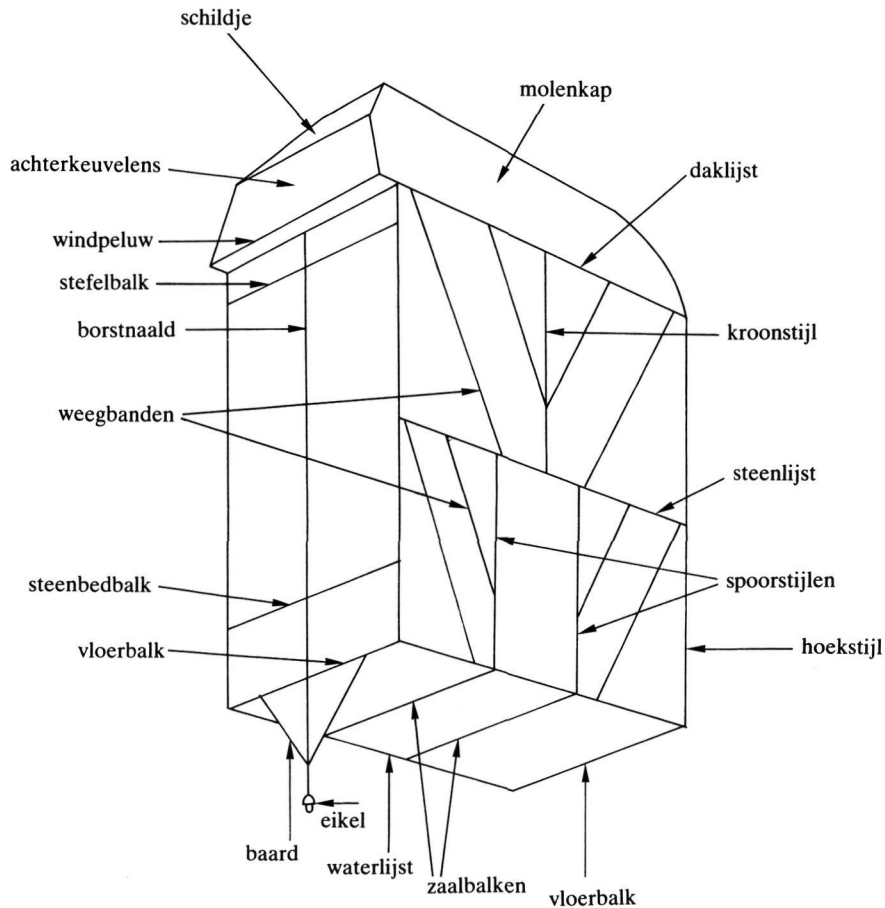 schildje
molenkap
achterkeuvelens
daklijst
windpeluw
stefelbalk
borstnaald
kroonstijl
weegbanden
steenlijst
steenbedbalk
spoorstijlen
vloerbalk
hoekstijl
eikel
baard
waterlijst
zaalbalken
vloerbalk